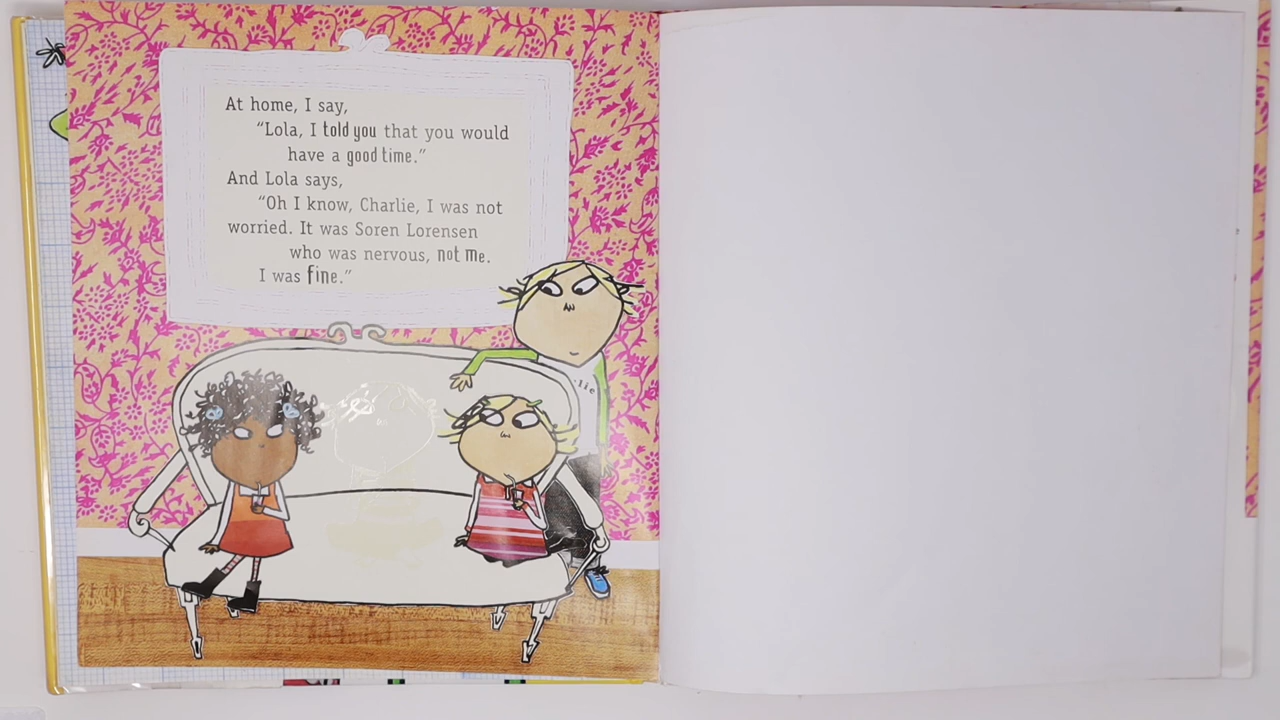 At home, I say,
“Lola, I told you that you would
have a good time.”
And Lola says,
“Oh I know, Charlie, I was not
worried. It was Soren Lorensen
who was nervous, not me.
I was fine.”
lie